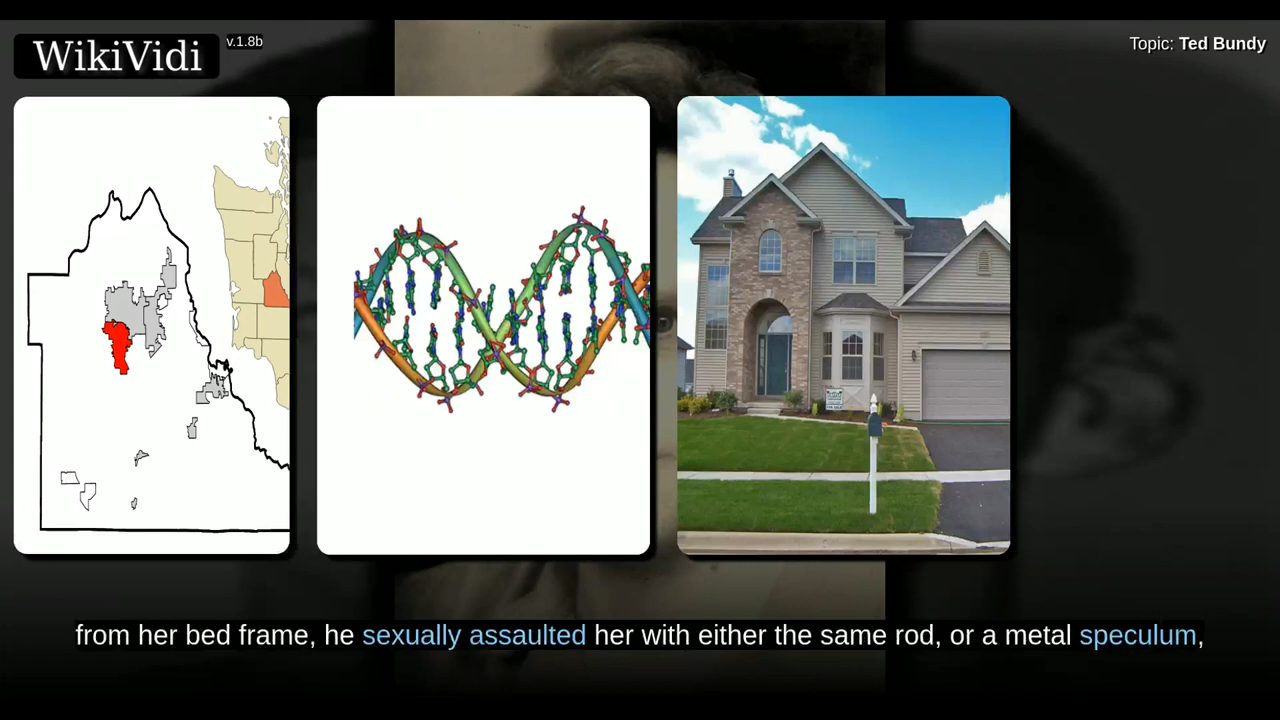 WikiVidi
v.1.8b
Topic: Ted Bundy
from her bed frame, he sexually assaulted her with either the same rod, or a metal speculum,